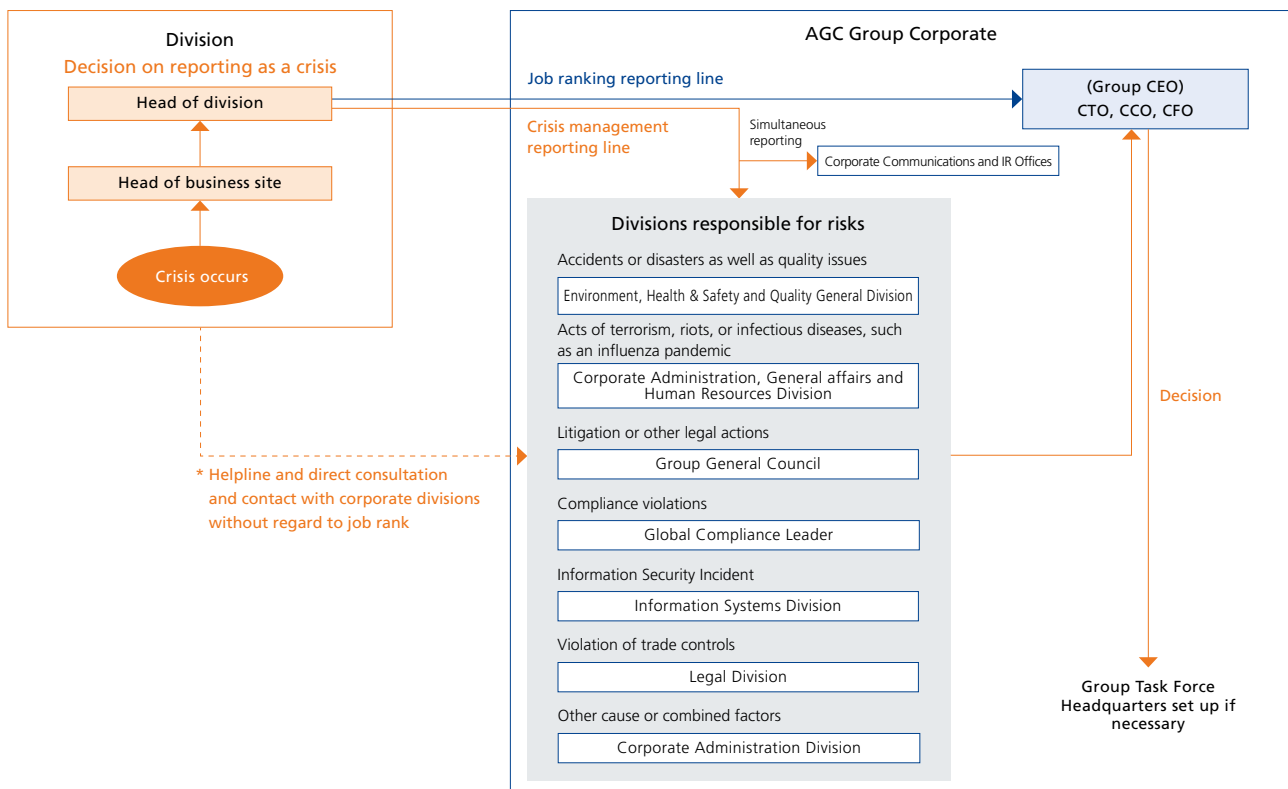 Division
Decision on reporting as a crisis
Head of division
Head of business site
Crisis occurs
* Helpline and direct consultation
and contact with corporate divisions
without regard to job rank
AGC Group Corporate
Job ranking reporting line
Crisis management
reporting line
Simultaneous
reporting
Corporate Communications and IR Offices
(Group CEO)
CTO, CCO, CFO
Divisions responsible for risks
Accidents or disasters as well as quality issues
Environment, Health & Safety and Quality General Division
Acts of terrorism, riots, or infectious diseases, such
as an influenza pandemic
Corporate Administration, General affairs and
Human Resources Division
Litigation or other legal actions
Group General Council
Compliance violations
Global Compliance Leader
Information Security Incident
Information Systems Division
Violation of trade controls
Legal Division
Other cause or combined factors
Corporate Administration Division
Decision
Group Task Force
Headquarters set up if
necessary